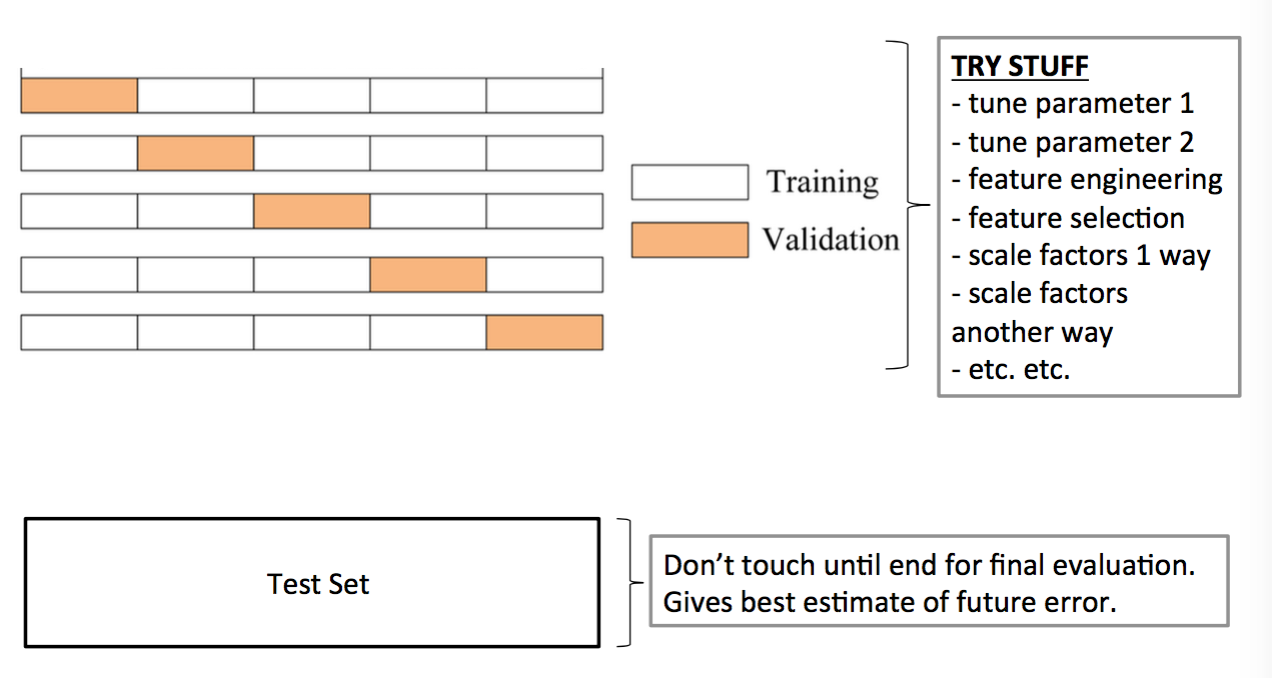 TRY STUFF
- tune parameter 1
- tune parameter 2
- feature engineering
- feature selection
- scale factors 1 way
- scale factors
another way
- etc. etc.
Training
Validation
Test Set
Don’t touch until end for final evaluation.
Gives best estimate of future error.